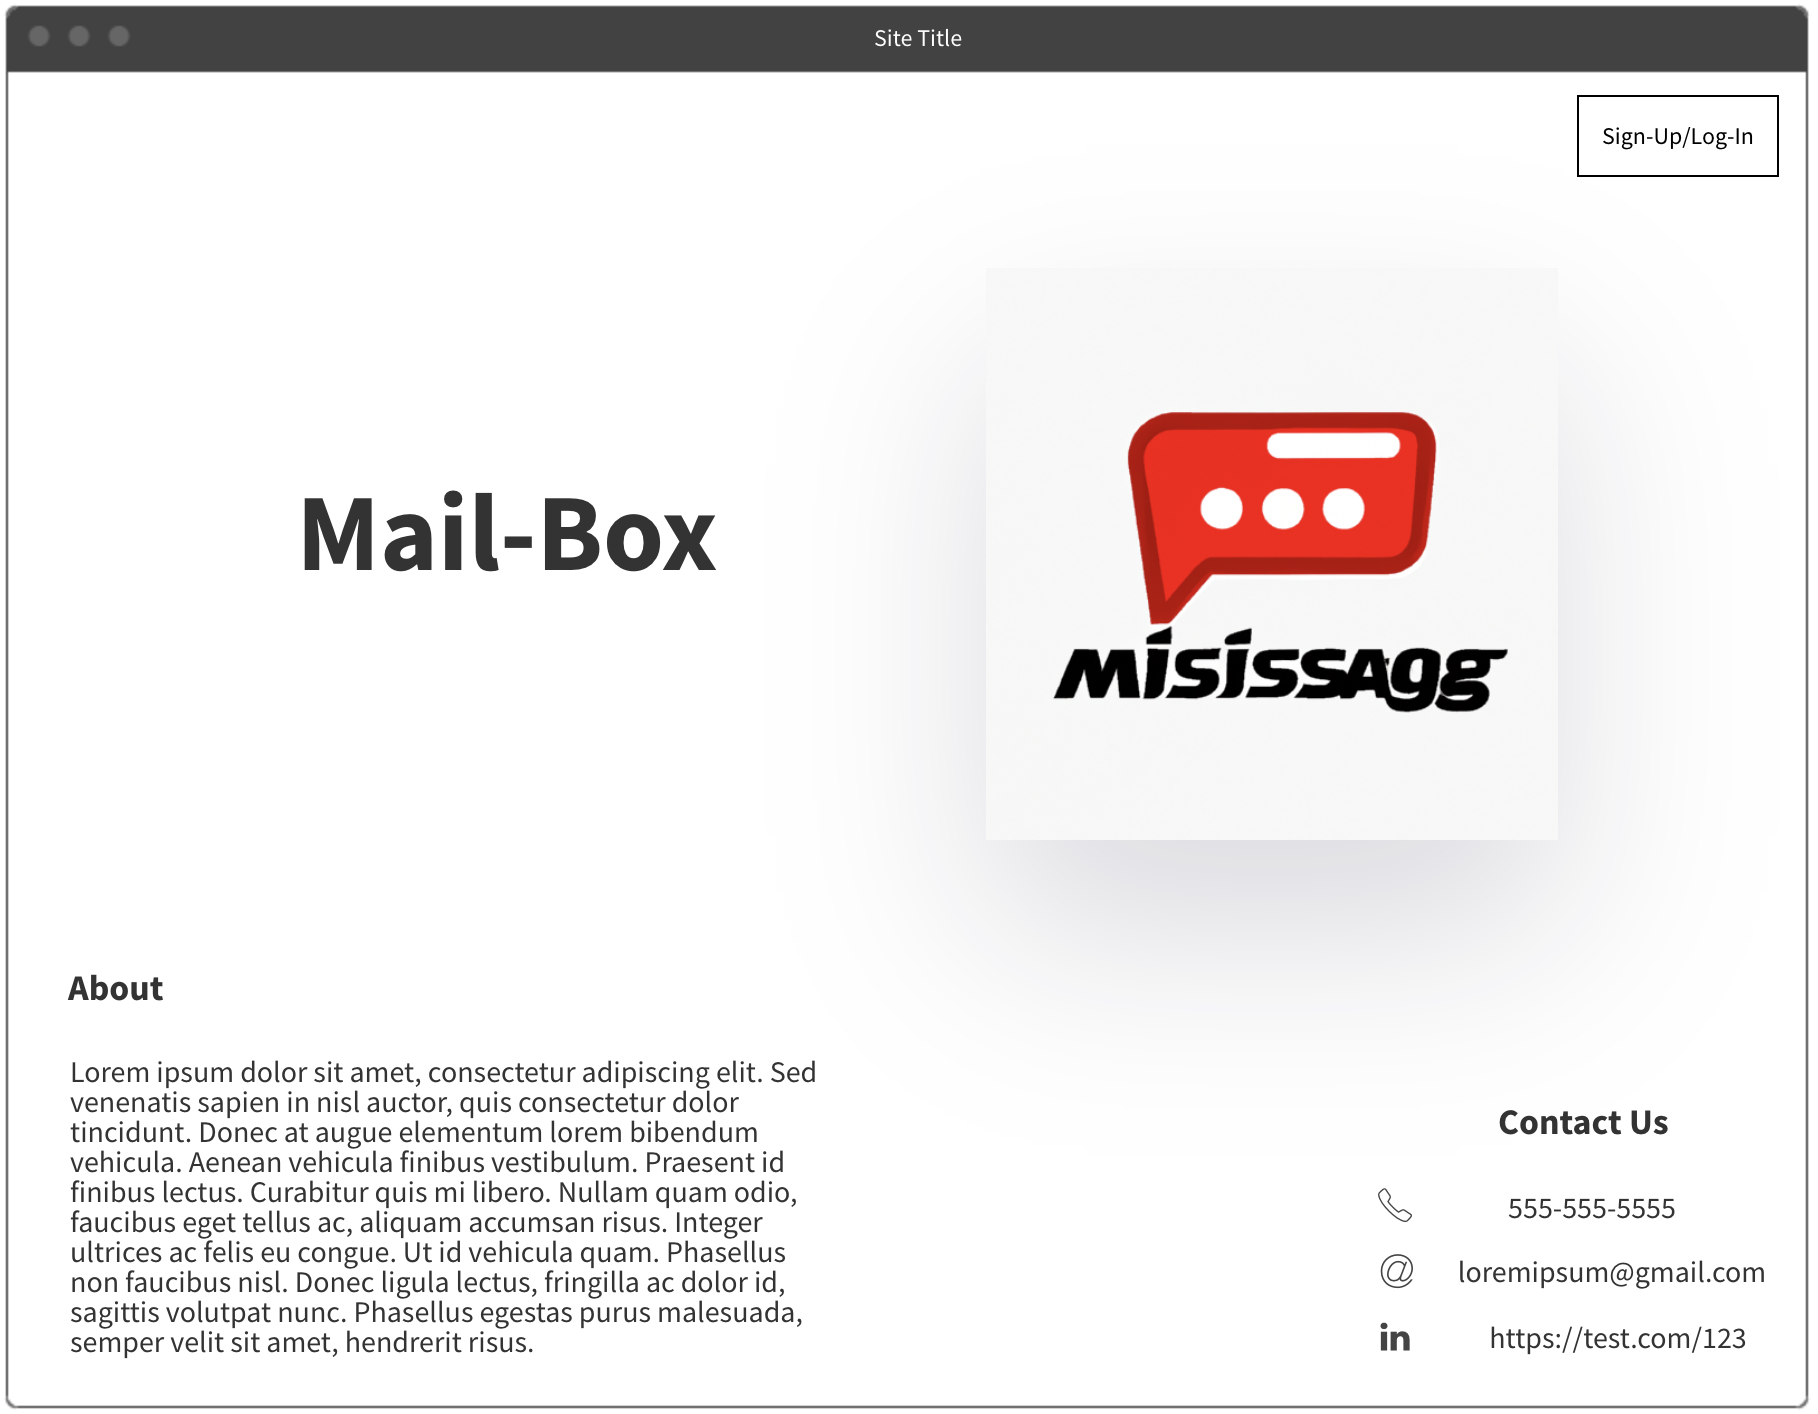 Site Title
Sign-Up/Log-In
Mail-Box
misissagg
About
Lorem ipsum dolor sit amet, consectetur adipiscing elit. Sed
venenatis sapien in nisl auctor, quis consectetur dolor
tincidunt. Donec at augue elementum lorem bibendum
vehicula. Aenean vehicula finibus vestibulum. Praesent id
finibus lectus. Curabitur quis mi libero. Nullam quam odio,
faucibus eget tellus ac, aliquam accumsan risus. Integer
ultrices ac felis eu congue. Ut id vehicula quam. Phasellus
non faucibus nisl. Donec ligula lectus, fringilla ac dolor id,
sagittis volutpat nunc. Phasellus egestas purus malesuada,
semper velit sit amet, hendrerit risus.
Contact Us
555-555-5555
@ loremipsum@gmail.com
in https://test.com/123